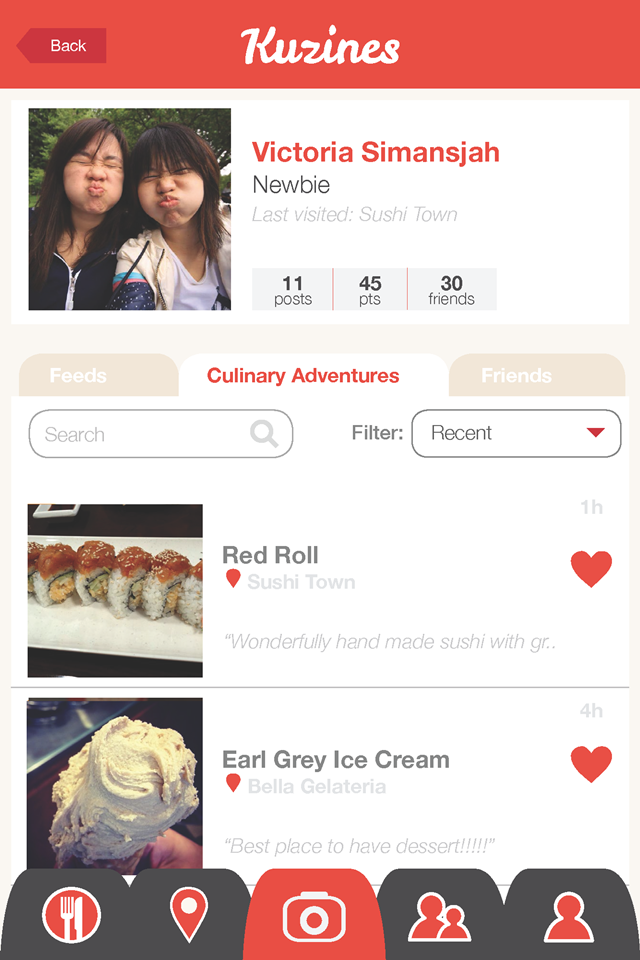 Back
Kuzines
Victoria Simansjah
Newbie
Last visited: Sushi Town
11 posts
45 pts
30 friends
Feeds
Culinary Adventures
Friends
Search
Filter:
Recent
1h
Red Roll
Sushi Town
“Wonderfully hand made sushi with gr..
4h
Earl Grey Ice Cream
Bella Gelateria
“Best place to have dessert!!!!!”